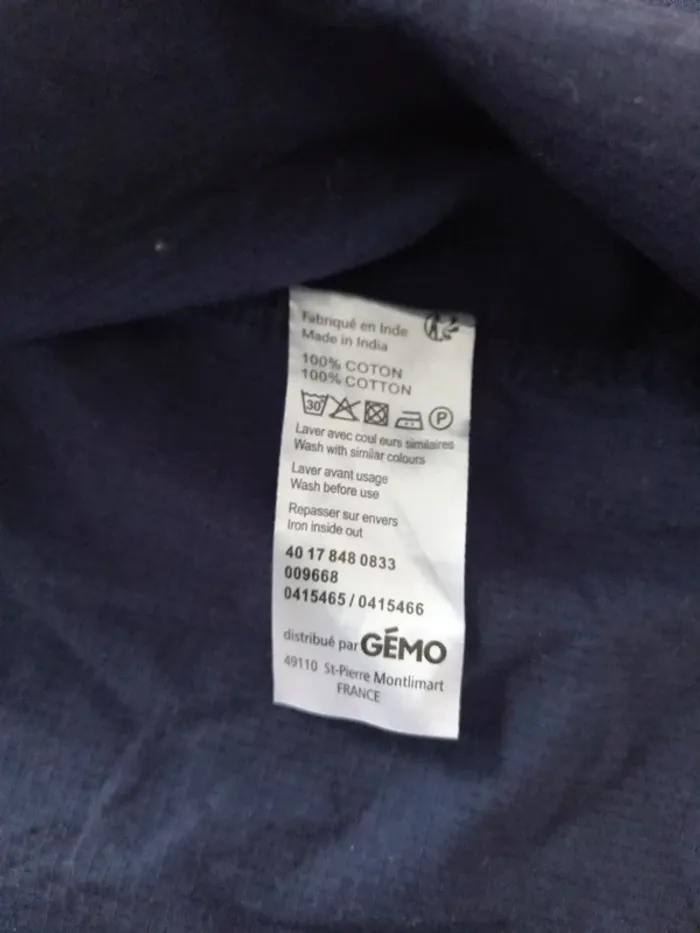 Fabriqué en Inde
Made in India
100% COTON
100% COTTON
30 P
Laver avec coul eurs similaires
Wash with similar colours
Laver avant usage
Wash before use
Repasser sur envers
Iron inside out
40 17 848 0833
009668
0415465 / 0415466
distribué par GÉMO
49110 St-Pierre Montlimart
FRANCE